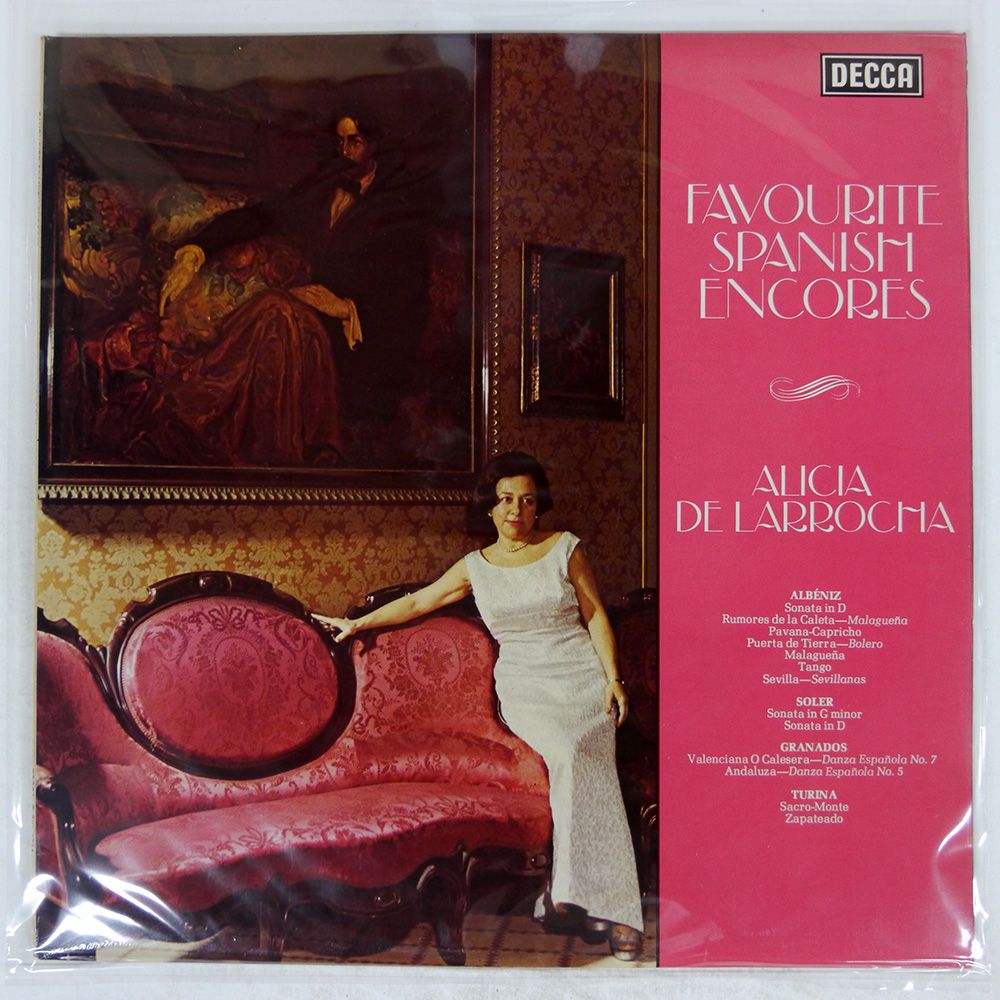 DECCA
FAVOURITE
SPANISH
ENCORES
ALICIA
DE LARROCHA
ALBÉNIZ
Sonata in D
Rumores de la Caleta—Malagueña
Pavana-Capricho
Puerta de Tierra—Bolero
Malagueña
Tango
Sevilla—Sevillanas
SOLER
Sonata in G minor
Sonata in D
GRANADOS
Valenciana O Calesera—Danza Española No. 7
Andaluza—Danza Española No. 5
TURINA
Sacro-Monte
Zapateado